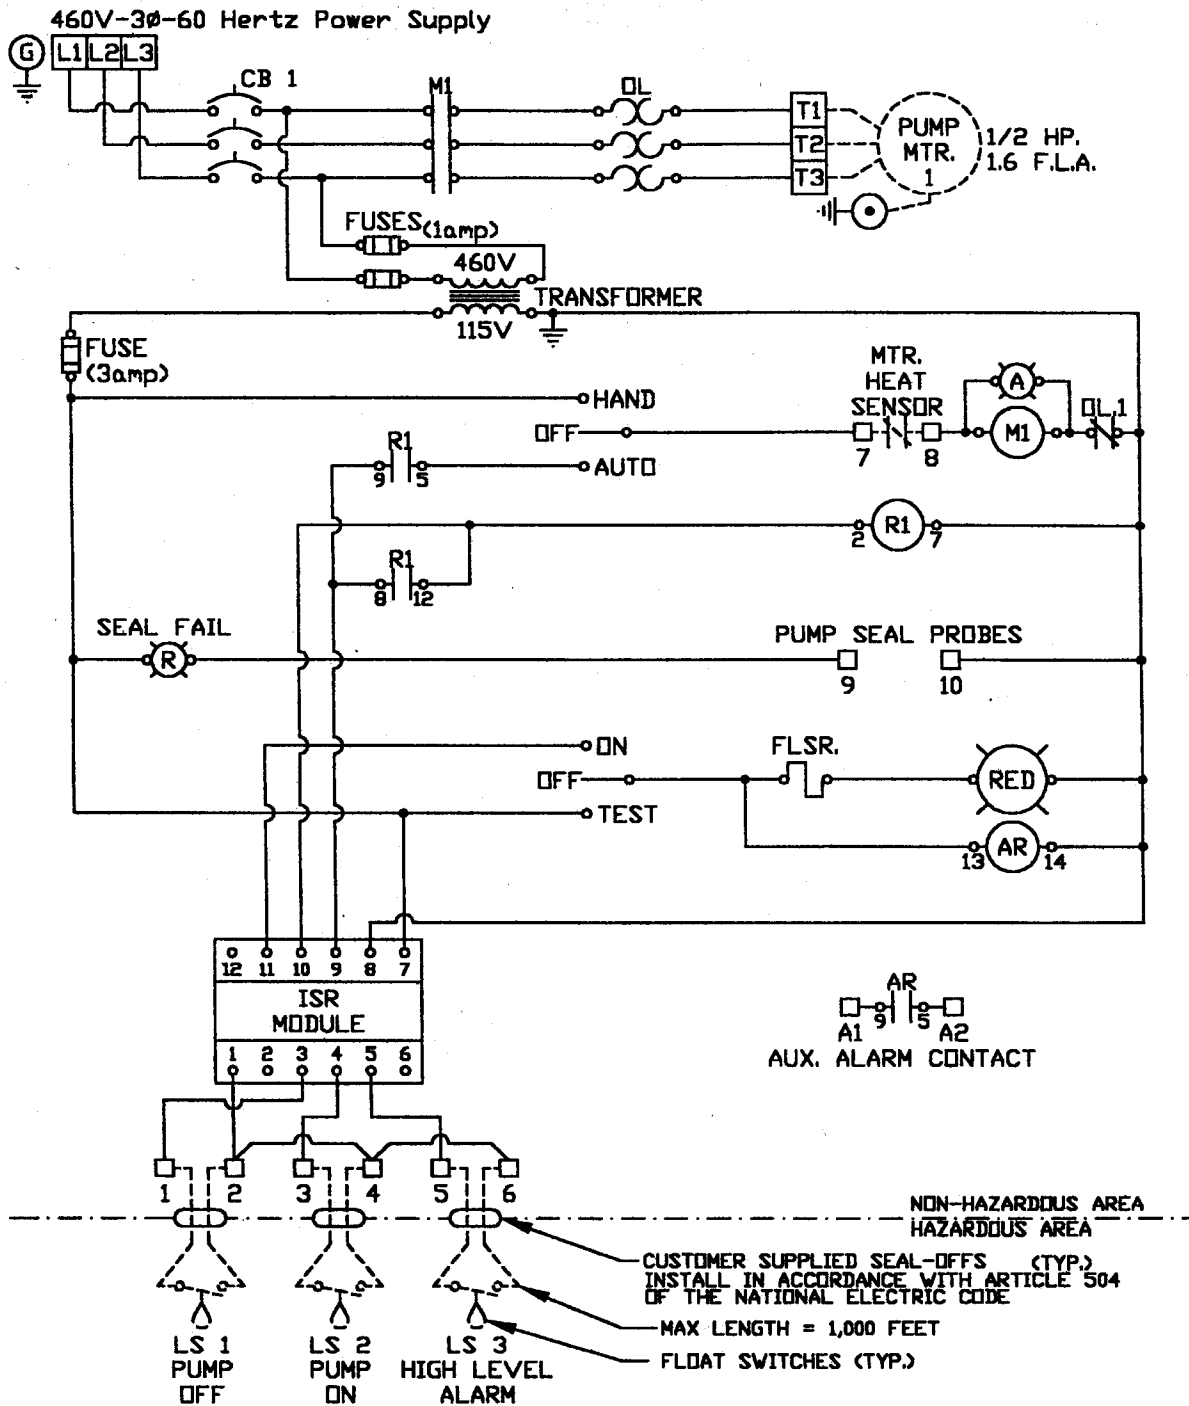 460V-3Ø-60 Hertz Power Supply
G L1 L2 L3
CB 1
M1
OL
T1
T2
T3
PUMP
MTR.
1
1/2 HP.
1.6 F.L.A.
FUSES (1amp)
460V
TRANSFORMER
115V
FUSE
(3amp)
HAND
OFF
AUTO
R1
9 5
MTR.
HEAT
SENSOR
7 8
A
M1
OL1
R1
2 7
R1
8 12
SEAL FAIL
R
PUMP SEAL PROBES
9 10
ON
OFF
TEST
FLSR.
RED
AR
13 14
12 11 10 9 8 7
ISR
MODULE
1 2 3 4 5 6
AR
A1 9 5 A2
AUX. ALARM CONTACT
1 2 3 4 5 6
NON-HAZARDOUS AREA
HAZARDOUS AREA
CUSTOMER SUPPLIED SEAL-OFFS (TYP.)
INSTALL IN ACCORDANCE WITH ARTICLE 504
OF THE NATIONAL ELECTRIC CODE
MAX LENGTH = 1,000 FEET
FLOAT SWITCHES (TYP.)
LS 1
PUMP
OFF
LS 2
PUMP
ON
LS 3
HIGH LEVEL
ALARM